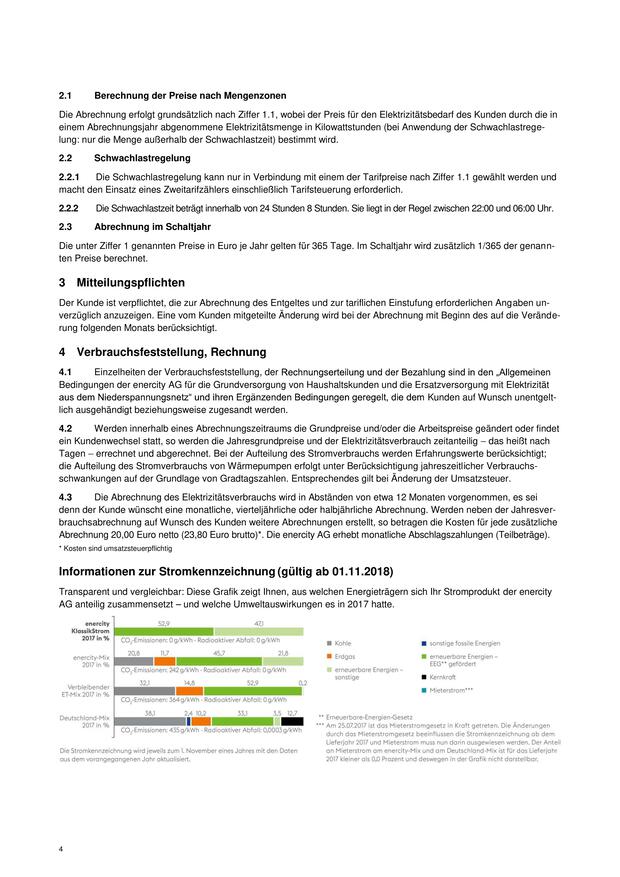 2.1 Berechnung der Preise nach Mengenzonen
Die Abrechnung erfolgt grundsätzlich nach Ziffer 1.1, wobei der Preis für den Elektrizitätsbedarf des Kunden durch die in
einem Abrechnungsjahr abgenommene Elektrizitätsmenge in Kilowattstunden (bei Anwendung der Schwachlastrege-
lung: nur die Menge außerhalb der Schwachlastzeit) bestimmt wird.
2.2 Schwachlastregelung
2.2.1 Die Schwachlastregelung kann nur in Verbindung mit einem der Tarifpreise nach Ziffer 1.1 gewählt werden und
macht den Einsatz eines Zweitarifzählers einschließlich Tarifsteuerung erforderlich.
2.2.2 Die Schwachlastzeit beträgt innerhalb von 24 Stunden 8 Stunden. Sie liegt in der Regel zwischen 22:00 und 06:00 Uhr.
2.3 Abrechnung im Schaltjahr
Die unter Ziffer 1 genannten Preise in Euro je Jahr gelten für 365 Tage. Im Schaltjahr wird zusätzlich 1/365 der genann-
ten Preise berechnet.
3 Mitteilungspflichten
Der Kunde ist verpflichtet, die zur Abrechnung des Entgeltes und zur tariflichen Einstufung erforderlichen Angaben un-
verzüglich anzuzeigen. Eine vom Kunden mitgeteilte Änderung wird bei der Abrechnung mit Beginn des auf die Verände-
rung folgenden Monats berücksichtigt.
4 Verbrauchsfeststellung, Rechnung
4.1 Einzelheiten der Verbrauchsfeststellung, der Rechnungserteilung und der Bezahlung sind in den „Allgemeinen
Bedingungen der enercity AG für die Grundversorgung von Haushaltskunden und die Ersatzversorgung mit Elektrizität
aus dem Niederspannungsnetz“ und ihren Ergänzenden Bedingungen geregelt, die dem Kunden auf Wunsch unentgelt-
lich ausgehändigt beziehungsweise zugesandt werden.
4.2 Werden innerhalb eines Abrechnungszeitraums die Grundpreise und/oder die Arbeitspreise geändert oder findet
ein Kundenwechsel statt, so werden die Jahresgrundpreise und der Elektrizitätsverbrauch zeitanteilig – das heißt nach
Tagen – errechnet und abgerechnet. Bei der Aufteilung des Stromverbrauchs werden Erfahrungswerte berücksichtigt;
die Aufteilung des Stromverbrauchs von Wärmepumpen erfolgt unter Berücksichtigung jahreszeitlicher Verbrauchs-
schwankungen auf der Grundlage von Gradtagszahlen. Entsprechendes gilt bei Änderung der Umsatzsteuer.
4.3 Die Abrechnung des Elektrizitätsverbrauchs wird in Abständen von etwa 12 Monaten vorgenommen, es sei
denn der Kunde wünscht eine monatliche, vierteljährliche oder halbjährliche Abrechnung. Werden neben der Jahresver-
brauchsabrechnung auf Wunsch des Kunden weitere Abrechnungen erstellt, so betragen die Kosten für jede zusätzliche
Abrechnung 20,00 Euro netto (23,80 Euro brutto)*. Die enercity AG erhebt monatliche Abschlagszahlungen (Teilbeträge).
* Kosten sind umsatzsteuerpflichtig
Informationen zur Stromkennzeichnung (gültig ab 01.11.2018)
Transparent und vergleichbar: Diese Grafik zeigt Ihnen, aus welchen Energieträgern sich Ihr Stromprodukt der enercity
AG anteilig zusammensetzt – und welche Umweltauswirkungen es in 2017 hatte.
enercity
KlassikStrom
2017 in %
52,9 47,1
CO2-Emissionen: 0 g/kWh - Radioaktiver Abfall: 0 g/kWh
enercity-Mix
2017 in %
20,8 11,7 45,7 21,8
CO2-Emissionen: 242 g/kWh - Radioaktiver Abfall: 0 g/kWh
Verbleibender
ET-Mix 2017 in %
32,1 14,8 52,9 0,2
CO2-Emissionen: 364 g/kWh - Radioaktiver Abfall: 0 g/kWh
Deutschland-Mix
2017 in %
38,1 2,4 10,2 33,1 3,5 12,7
CO2-Emissionen: 435 g/kWh - Radioaktiver Abfall: 0,0003 g/kWh
Die Stromkennzeichnung wird jeweils zum 1. November eines Jahres mit den Daten
aus dem vorangegangenen Jahr aktualisiert.
Kohle
Erdgas
erneuerbare Energien –
sonstige
sonstige fossile Energien
erneuerbare Energien –
EEG** gefördert
Kernkraft
Mieterstrom***
** Erneuerbare-Energien-Gesetz
*** Am 25.07.2017 ist das Mieterstromgesetz in Kraft getreten. Die Änderungen
durch das Mieterstromgesetz beeinflussen die Stromkennzeichnung ab dem
Lieferjahr 2017 und Mieterstrom muss nun darin ausgewiesen werden. Der Anteil
an Mieterstrom am enercity-Mix und am Deutschland-Mix ist für das Lieferjahr
2017 kleiner als 0,0 Prozent und deswegen in der Grafik nicht darstellbar.
4